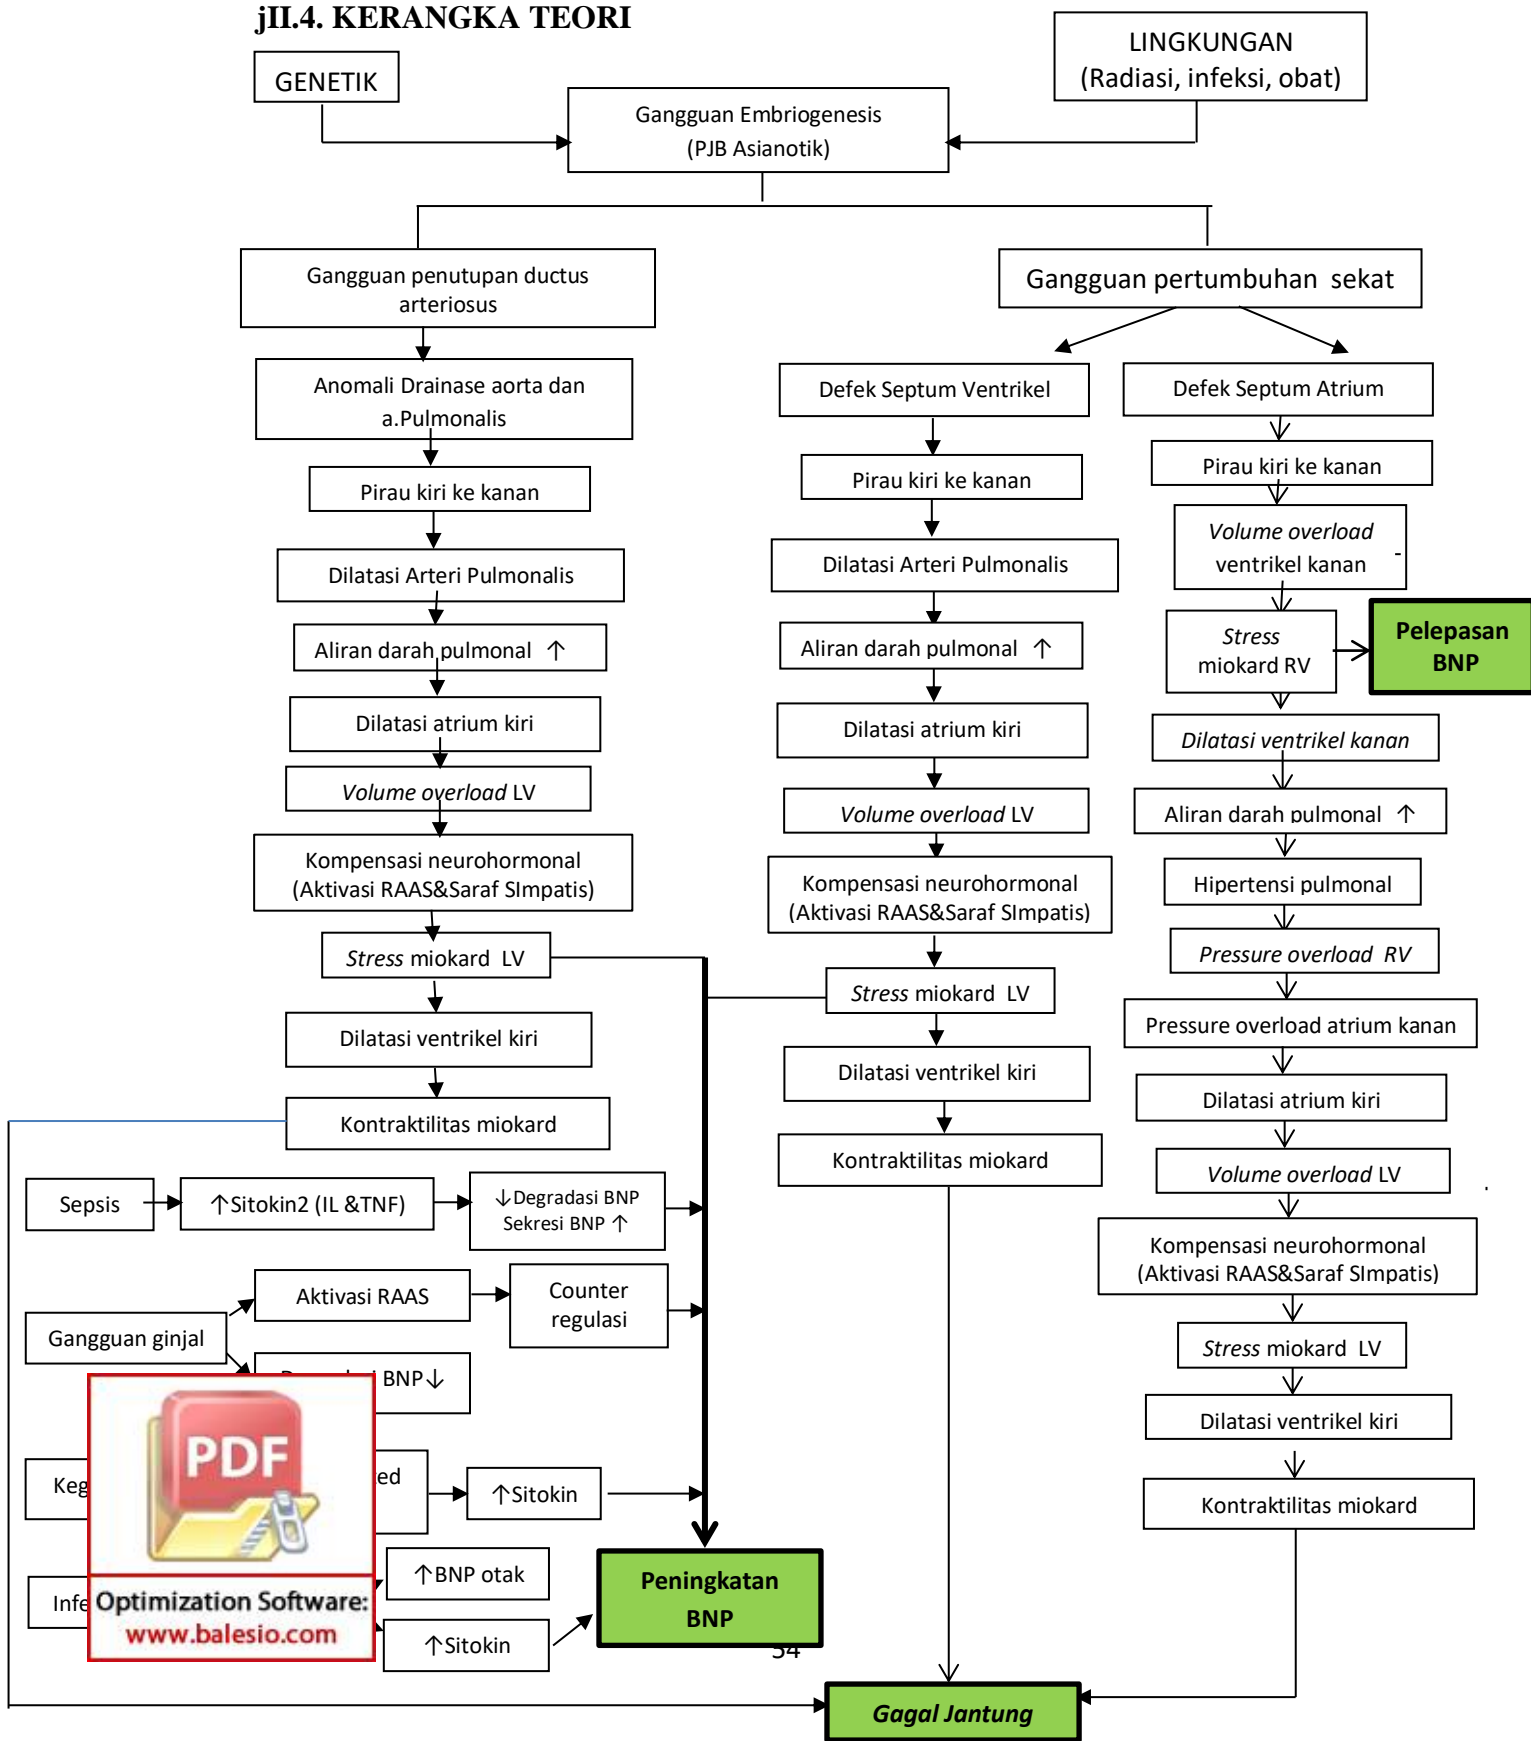 jII.4. KERANGKA TEORI
GENETIK
LINGKUNGAN
(Radiasi, infeksi, obat)
Gangguan Embriogenesis
(PJB Asianotik)
Gangguan penutupan ductus
arteriosus
Anomali Drainase aorta dan
a.Pulmonalis
Pirau kiri ke kanan
Dilatasi Arteri Pulmonalis
Aliran darah pulmonal ↑
Dilatasi atrium kiri
Volume overload LV
Kompensasi neurohormonal
(Aktivasi RAAS&Saraf SImpatis)
Stress miokard LV
Dilatasi ventrikel kiri
Kontraktilitas miokard
Gangguan pertumbuhan sekat
Defek Septum Ventrikel
Pirau kiri ke kanan
Dilatasi Arteri Pulmonalis
Aliran darah pulmonal ↑
Dilatasi atrium kiri
Volume overload LV
Kompensasi neurohormonal
(Aktivasi RAAS&Saraf SImpatis)
Stress miokard LV
Dilatasi ventrikel kiri
Kontraktilitas miokard
Defek Septum Atrium
Pirau kiri ke kanan
Volume overload
ventrikel kanan
Stress
miokard RV
Pelepasan
BNP
Dilatasi ventrikel kanan
Aliran darah pulmonal ↑
Hipertensi pulmonal
Pressure overload RV
Pressure overload atrium kanan
Dilatasi atrium kiri
Volume overload LV
Kompensasi neurohormonal
(Aktivasi RAAS&Saraf SImpatis)
Stress miokard LV
Dilatasi ventrikel kiri
Kontraktilitas miokard
Sepsis
↑Sitokin2 (IL &TNF)
↓Degradasi BNP
Sekresi BNP ↑
Gangguan ginjal
Aktivasi RAAS
Counter
regulasi
BNP↓
↑Sitokin
↑BNP otak
↑Sitokin
Peningkatan
BNP
PDF
Optimization Software:
www.balesio.com
54
Gagal Jantung